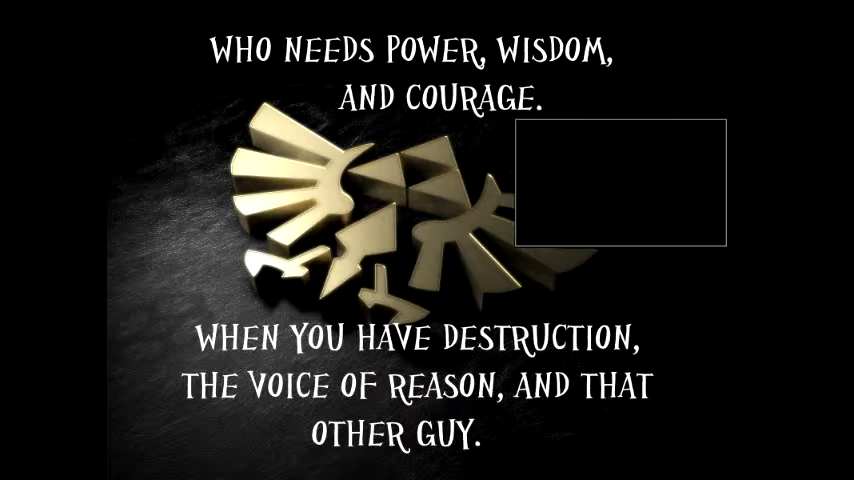 WHO NEEDS POWER, WISDOM,
AND COURAGE.
WHEN YOU HAVE DESTRUCTION,
THE VOICE OF REASON, AND THAT
OTHER GUY.